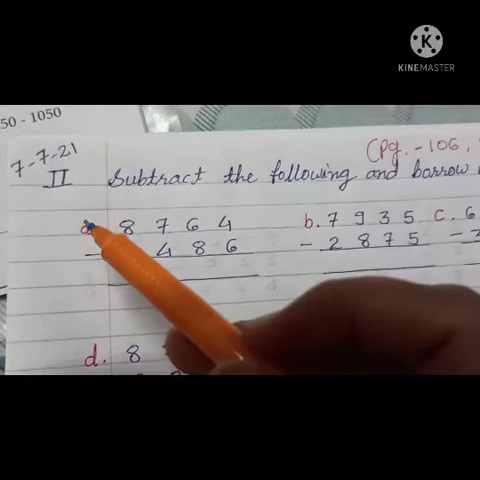 K
KINEMASTER
50 - 1050
7-7-21
(Pg. - 106,
II Subtract the following and borrow
a. 8 7 6 4 b. 7 9 3 5 c. 6
- 4 8 6 - 2 8 7 5 -
d. 8